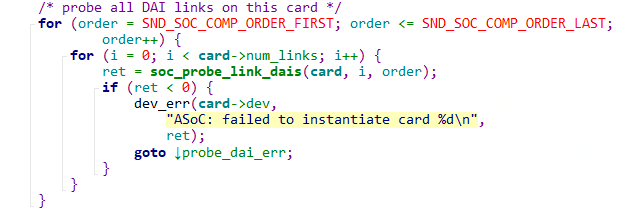 /* probe all DAI links on this card */
for (order = SND_SOC_COMP_ORDER_FIRST; order <= SND_SOC_COMP_ORDER_LAST;
order++) {
for (i = 0; i < card->num_links; i++) {
ret = soc_probe_link_dais(card, i, order);
if (ret < 0) {
dev_err(card->dev,
"ASoC: failed to instantiate card %d\n",
ret);
goto ↓probe_dai_err;
}
}
}